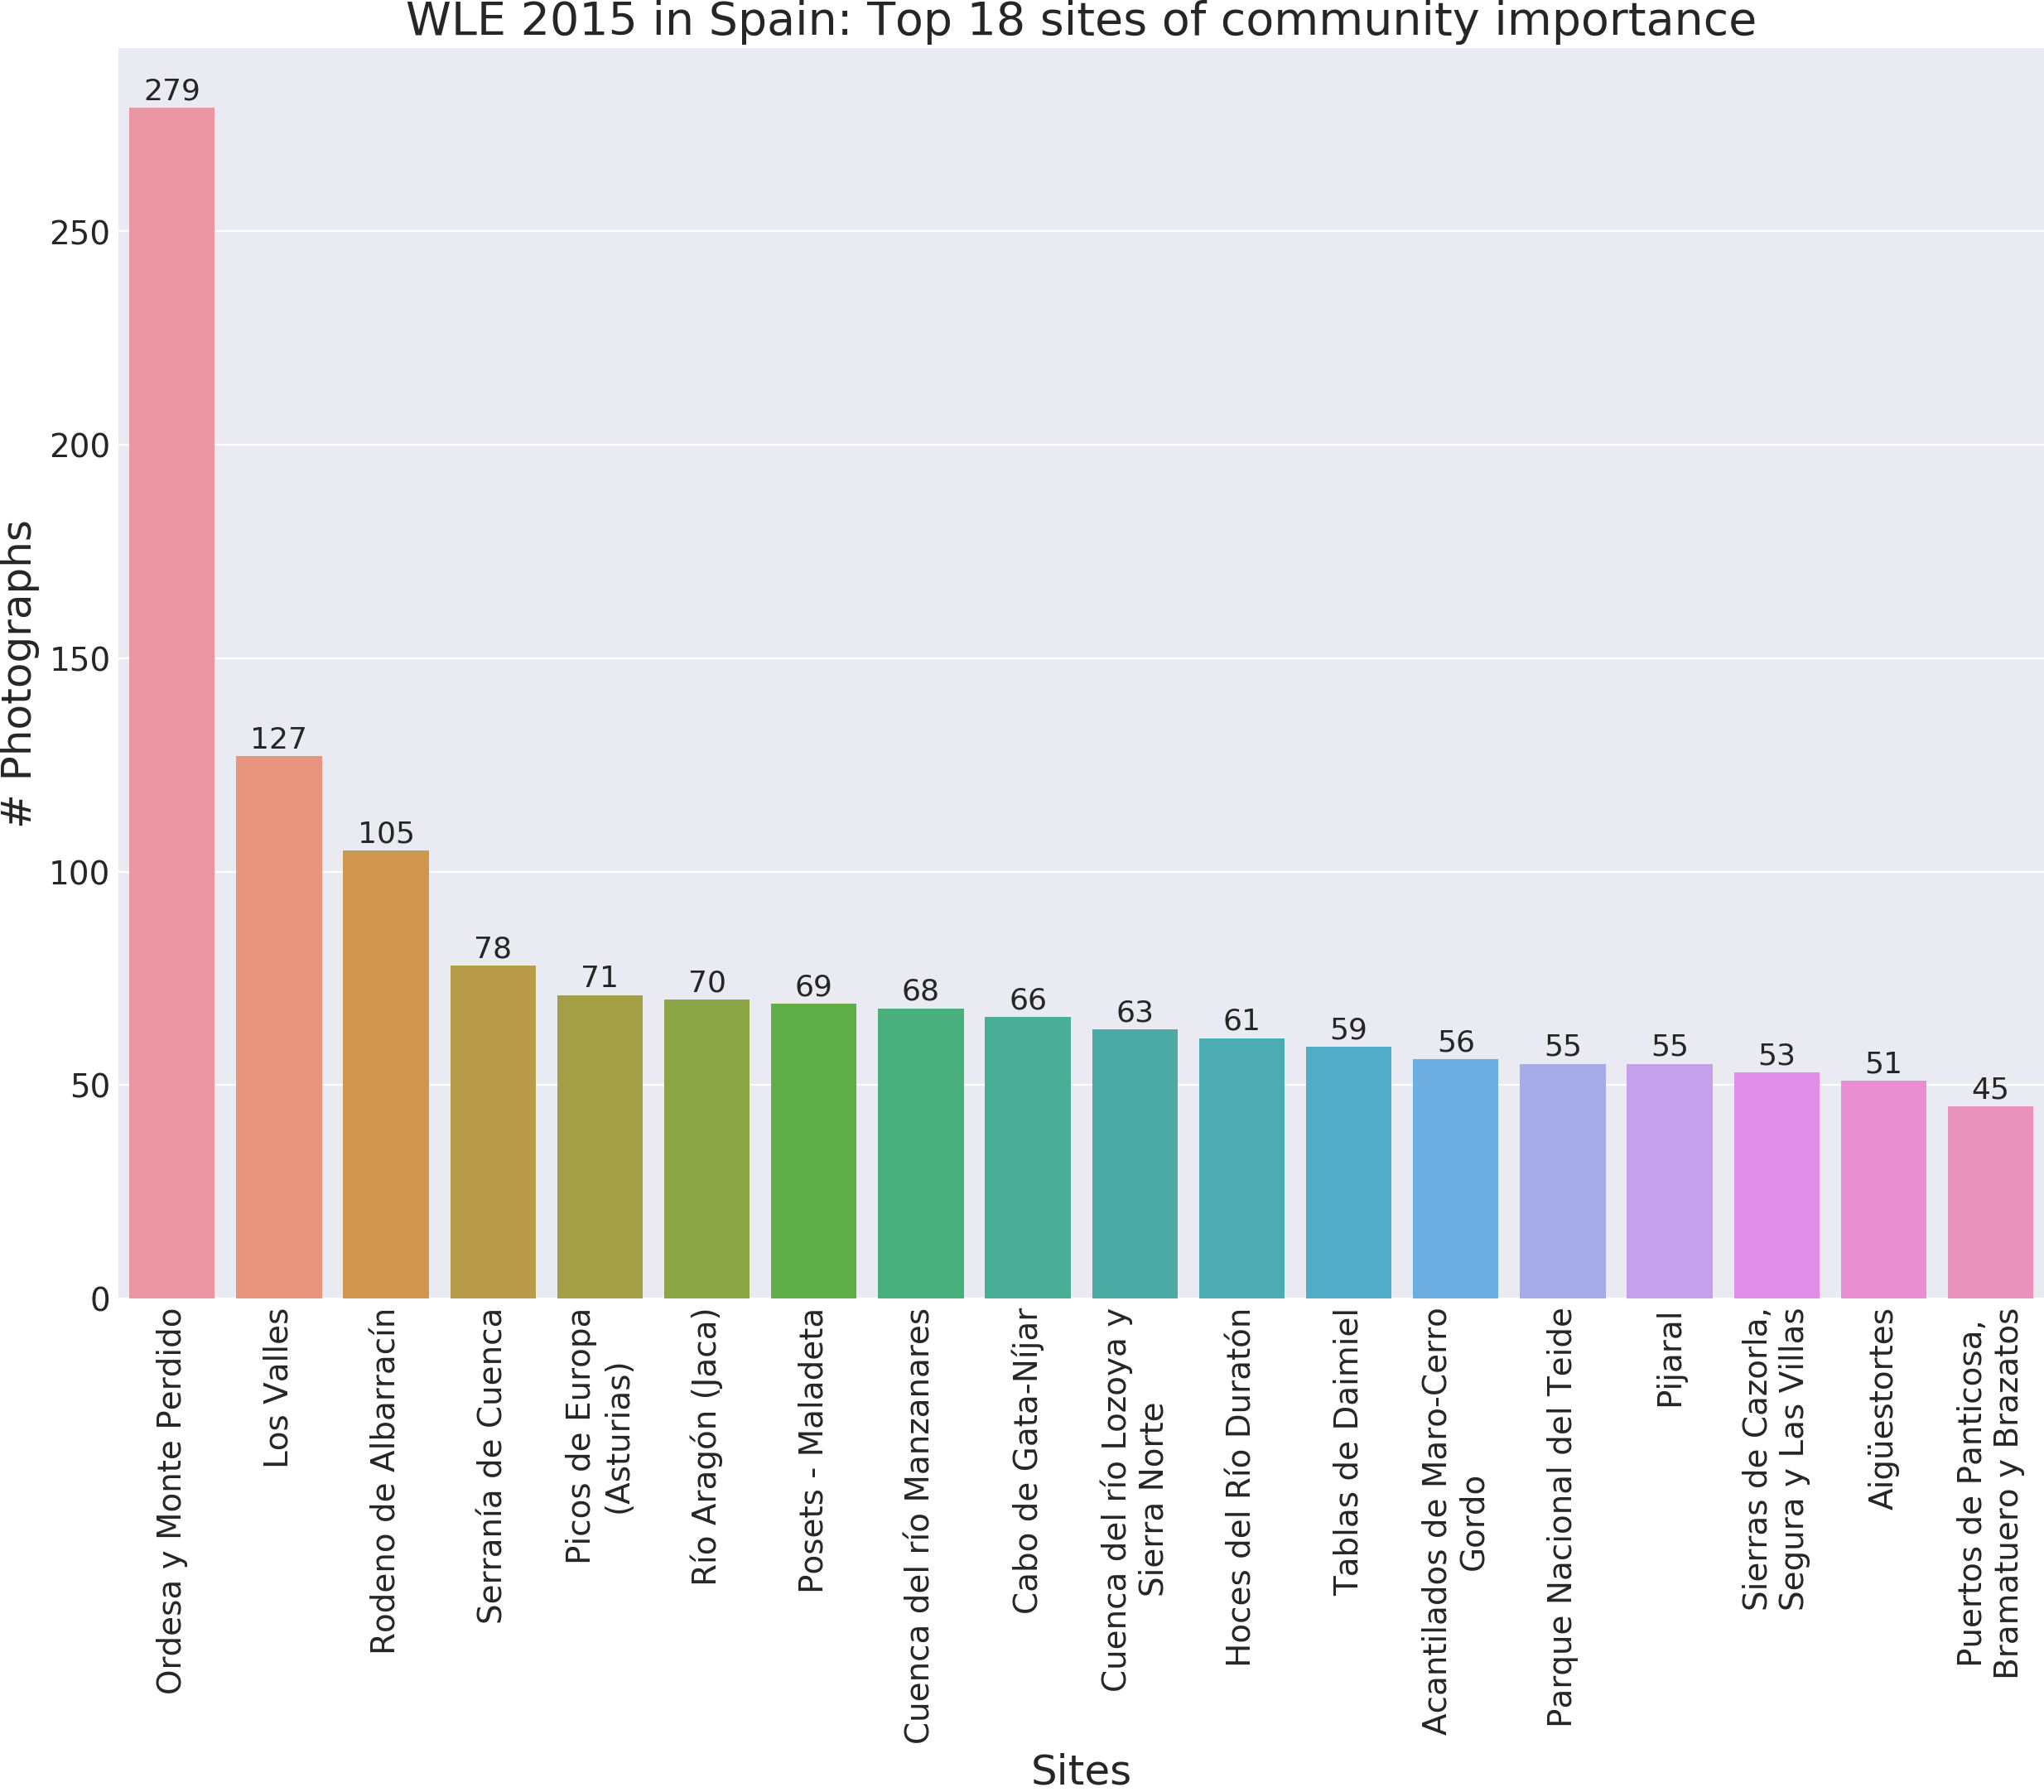 WLE 2015 in Spain: Top 18 sites of community importance
# Photographs
250
200
150
100
50
0
279
127
105
78
71
70
69
68
66
63
61
59
56
55
55
53
51
45
Ordesa y Monte Perdido
Los Valles
Rodeno de Albarracín
Serranía de Cuenca
Picos de Europa
(Asturias)
Río Aragón (Jaca)
Posets - Maladeta
Cuenca del río Manzanares
Cabo de Gata-Níjar
Cuenca del río Lozoya y
Sierra Norte
Hoces del Río Duratón
Tablas de Daimiel
Acantilados de Maro-Cerro
Gordo
Parque Nacional del Teide
Pijaral
Sierras de Cazorla,
Segura y Las Villas
Aigüestortes
Puertos de Panticosa,
Bramatuero y Brazatos
Sites